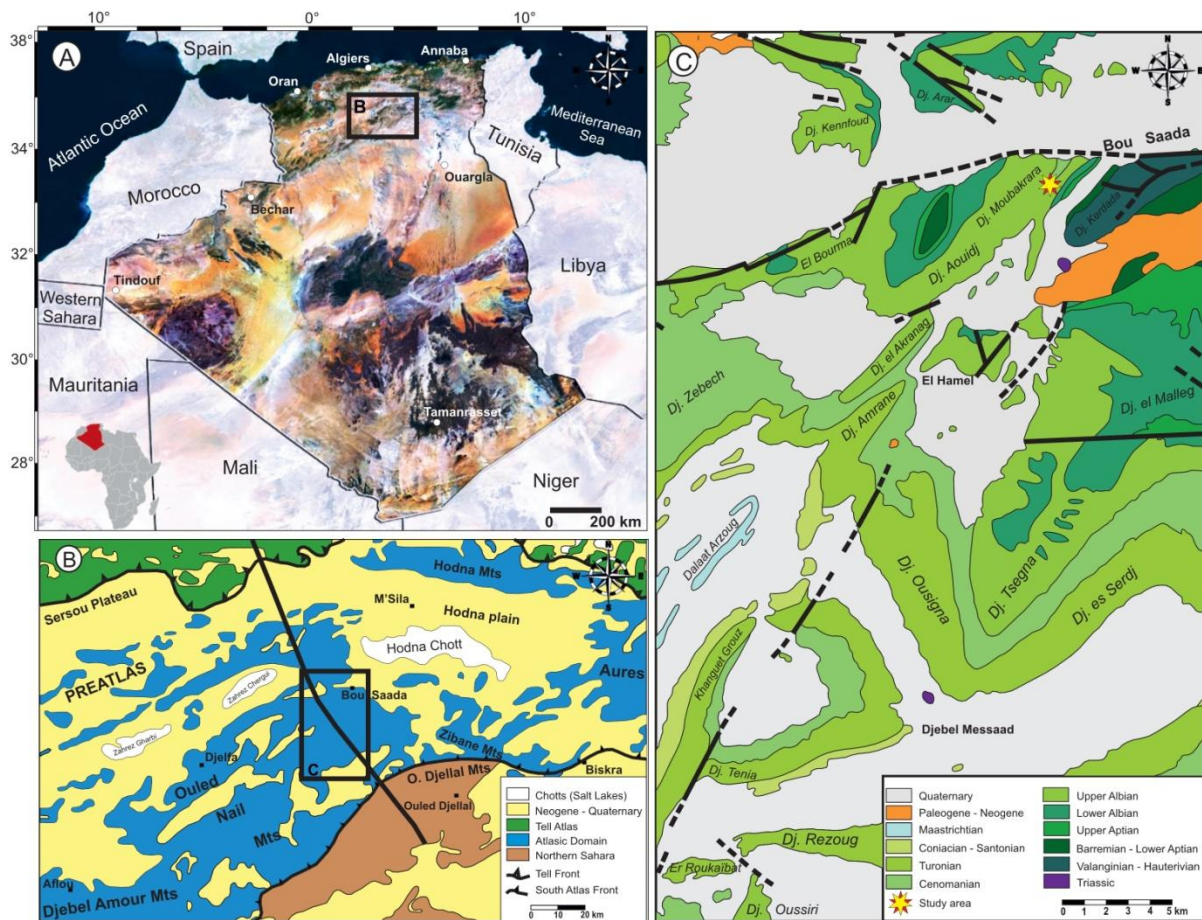 10°
0°
10°
38°
34°
32°
30°
28°
A
Spain
Algiers
Annaba
Oran
B
N
W
E
S
Atlantic Ocean
Mediterranean
Sea
Tunisia
Morocco
Ouargla
Bechar
Tindouf
Libya
Western
Sahara
Mauritania
Tamanrasset
Mali
Niger
0 200 km
B
Hodna Mts
N
W
E
S
Sersou Plateau
M'Sila
Hodna plain
Hodna Chott
PREATLAS
Zahrez Chergui
Aures
Bou Saada
Zahrez Gharbi
Djelfa
C
Zibane Mts
Ouled
Nail
Mts
O. Djellal Mts
Biskra
Ouled Djellal
Aflou
Djebel Amour Mts
Chotts (Salt Lakes)
Neogene - Quaternary
Tell Atlas
Atlasic Domain
Northern Sahara
Tell Front
South Atlas Front
0 10 20 km
C
N
W
E
S
Dj. Arar
Dj. Kennfoud
Bou Saada
Dj. Moubakrara
Dj. Kerdada
El Bourma
Dj. Aouidj
Dj. el Akranag
El Hamel
Dj. Zebech
Dj. Amrane
Dj. el Malleg
Dalaat Arzoug
Dj. Ousigna
Dj. Tsegna
Dj. es Serdj
Khanguet Grouz
Djebel Messaad
Dj. Tenia
Dj. Rezoug
Er Roukaïbat
Dj. Oussiri
Quaternary
Paleogene - Neogene
Maastrichtian
Coniacian - Santonian
Turonian
Cenomanian
Study area
Upper Albian
Lower Albian
Upper Aptian
Barremian - Lower Aptian
Valanginian - Hauterivian
Triassic
0 1 2 3 4 5 km